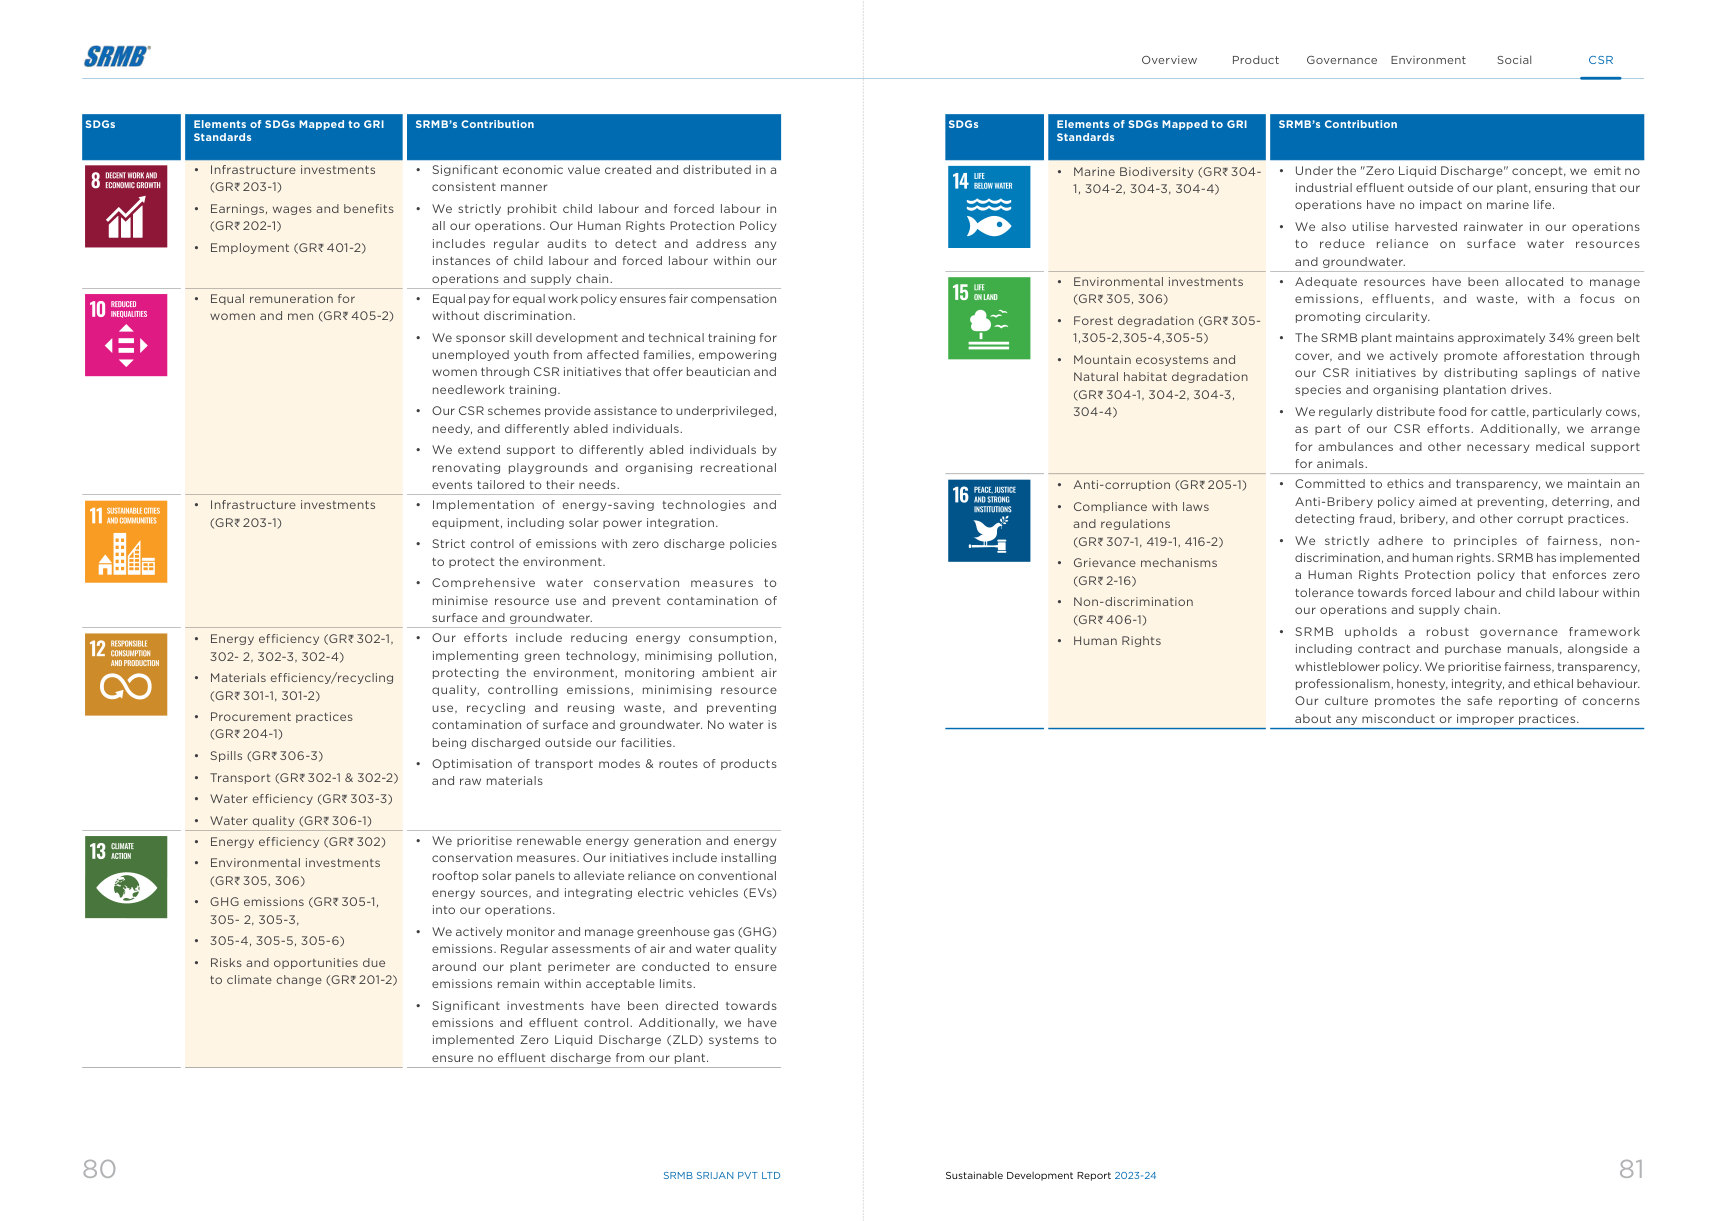 SRMB
Overview Product Governance Environment Social CSR
SDGs
Elements of SDGs Mapped to GRI
Standards
SRMB's Contribution
8 DECENT WORK AND
ECONOMIC GROWTH
• Infrastructure investments
(GR₹ 203-1)
• Earnings, wages and benefits
(GR₹ 202-1)
• Employment (GR₹ 401-2)
• Significant economic value created and distributed in a
consistent manner
• We strictly prohibit child labour and forced labour in
all our operations. Our Human Rights Protection Policy
includes regular audits to detect and address any
instances of child labour and forced labour within our
operations and supply chain.
10 REDUCED
INEQUALITIES
• Equal remuneration for
women and men (GR₹ 405-2)
• Equal pay for equal work policy ensures fair compensation
without discrimination.
• We sponsor skill development and technical training for
unemployed youth from affected families, empowering
women through CSR initiatives that offer beautician and
needlework training.
• Our CSR schemes provide assistance to underprivileged,
needy, and differently abled individuals.
• We extend support to differently abled individuals by
renovating playgrounds and organising recreational
events tailored to their needs.
11 SUSTAINABLE CITIES
AND COMMUNITIES
• Infrastructure investments
(GR₹ 203-1)
• Implementation of energy-saving technologies and
equipment, including solar power integration.
• Strict control of emissions with zero discharge policies
to protect the environment.
• Comprehensive water conservation measures to
minimise resource use and prevent contamination of
surface and groundwater.
12 RESPONSIBLE
CONSUMPTION
AND PRODUCTION
• Energy efficiency (GR₹ 302-1,
302- 2, 302-3, 302-4)
• Materials efficiency/recycling
(GR₹ 301-1, 301-2)
• Procurement practices
(GR₹ 204-1)
• Spills (GR₹ 306-3)
• Transport (GR₹ 302-1 & 302-2)
• Water efficiency (GR₹ 303-3)
• Water quality (GR₹ 306-1)
• Our efforts include reducing energy consumption,
implementing green technology, minimising pollution,
protecting the environment, monitoring ambient air
quality, controlling emissions, minimising resource
use, recycling and reusing waste, and preventing
contamination of surface and groundwater. No water is
being discharged outside our facilities.
• Optimisation of transport modes & routes of products
and raw materials
13 CLIMATE
ACTION
• Energy efficiency (GR₹ 302)
• Environmental investments
(GR₹ 305, 306)
• GHG emissions (GR₹ 305-1,
305- 2, 305-3,
• 305-4, 305-5, 305-6)
• Risks and opportunities due
to climate change (GR₹ 201-2)
• We prioritise renewable energy generation and energy
conservation measures. Our initiatives include installing
rooftop solar panels to alleviate reliance on conventional
energy sources, and integrating electric vehicles (EVs)
into our operations.
• We actively monitor and manage greenhouse gas (GHG)
emissions. Regular assessments of air and water quality
around our plant perimeter are conducted to ensure
emissions remain within acceptable limits.
• Significant investments have been directed towards
emissions and effluent control. Additionally, we have
implemented Zero Liquid Discharge (ZLD) systems to
ensure no effluent discharge from our plant.
80
SRMB SRIJAN PVT LTD
SDGs
Elements of SDGs Mapped to GRI
Standards
SRMB's Contribution
14 LIFE
BELOW WATER
• Marine Biodiversity (GR₹ 304-
1, 304-2, 304-3, 304-4)
• Under the "Zero Liquid Discharge" concept, we emit no
industrial effluent outside of our plant, ensuring that our
operations have no impact on marine life.
• We also utilise harvested rainwater in our operations
to reduce reliance on surface water resources
and groundwater.
15 LIFE
ON LAND
• Environmental investments
(GR₹ 305, 306)
• Forest degradation (GR₹ 305-
1,305-2,305-4,305-5)
• Mountain ecosystems and
Natural habitat degradation
(GR₹ 304-1, 304-2, 304-3,
304-4)
• Adequate resources have been allocated to manage
emissions, effluents, and waste, with a focus on
promoting circularity.
• The SRMB plant maintains approximately 34% green belt
cover, and we actively promote afforestation through
our CSR initiatives by distributing saplings of native
species and organising plantation drives.
• We regularly distribute food for cattle, particularly cows,
as part of our CSR efforts. Additionally, we arrange
for ambulances and other necessary medical support
for animals.
16 PEACE, JUSTICE
AND STRONG
INSTITUTIONS
• Anti-corruption (GR₹ 205-1)
• Compliance with laws
and regulations
(GR₹ 307-1, 419-1, 416-2)
• Grievance mechanisms
(GR₹ 2-16)
• Non-discrimination
(GR₹ 406-1)
• Human Rights
• Committed to ethics and transparency, we maintain an
Anti-Bribery policy aimed at preventing, deterring, and
detecting fraud, bribery, and other corrupt practices.
• We strictly adhere to principles of fairness, non-
discrimination, and human rights. SRMB has implemented
a Human Rights Protection policy that enforces zero
tolerance towards forced labour and child labour within
our operations and supply chain.
• SRMB upholds a robust governance framework
including contract and purchase manuals, alongside a
whistleblower policy. We prioritise fairness, transparency,
professionalism, honesty, integrity, and ethical behaviour.
Our culture promotes the safe reporting of concerns
about any misconduct or improper practices.
Sustainable Development Report 2023-24
81